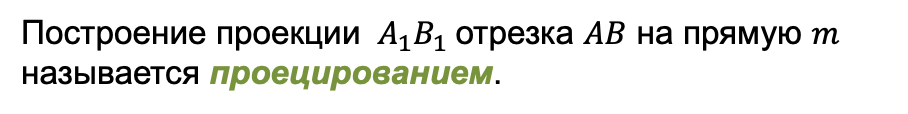 Построение проекции A₁B₁ отрезка AB на прямую m
называется проецированием.